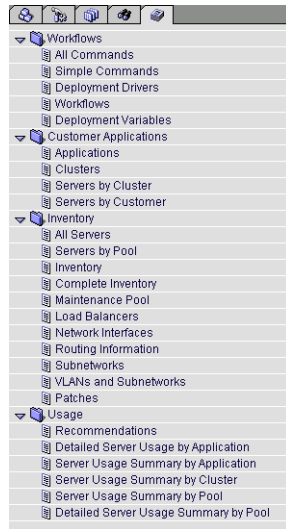 Workflows
All Commands
Simple Commands
Deployment Drivers
Workflows
Deployment Variables
Customer Applications
Applications
Clusters
Servers by Cluster
Servers by Customer
Inventory
All Servers
Servers by Pool
Inventory
Complete Inventory
Maintenance Pool
Load Balancers
Network Interfaces
Routing Information
Subnetworks
VLANs and Subnetworks
Patches
Usage
Recommendations
Detailed Server Usage by Application
Server Usage Summary by Application
Server Usage Summary by Cluster
Server Usage Summary by Pool
Detailed Server Usage Summary by Pool